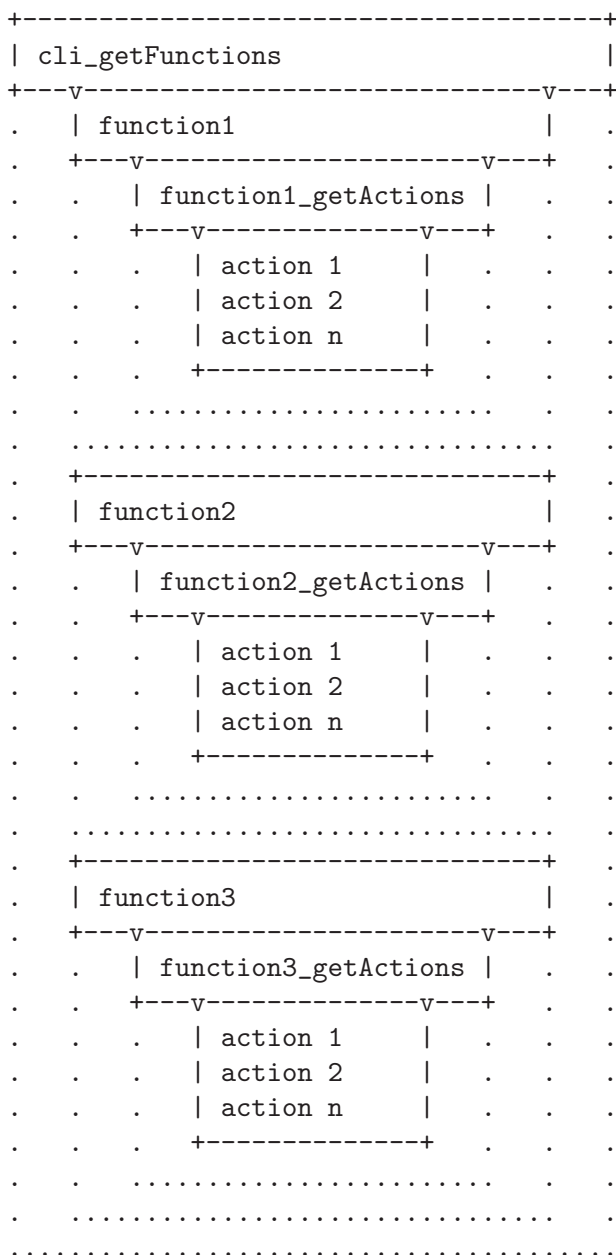 +---------------------------------------+
| cli_getFunctions                      |
+---v-------------------------------v---+
.   | function1                     |   .
.   +---v-----------------------v---+   .
.   .   | function1_getActions  |   .   .
.   .   +---v---------------v---+   .   .
.   .   .   | action 1      |   .   .   .
.   .   .   | action 2      |   .   .   .
.   .   .   | action n      |   .   .   .
.   .   .   +---------------+   .   .   .
.   .   .........................   .   .
.   .................................   .
.   +-------------------------------+   .
.   | function2                     |   .
.   +---v-----------------------v---+   .
.   .   | function2_getActions  |   .   .
.   .   +---v---------------v---+   .   .
.   .   .   | action 1      |   .   .   .
.   .   .   | action 2      |   .   .   .
.   .   .   | action n      |   .   .   .
.   .   .   +---------------+   .   .   .
.   .   .........................   .   .
.   .................................   .
.   +-------------------------------+   .
.   | function3                     |   .
.   +---v-----------------------v---+   .
.   .   | function3_getActions  |   .   .
.   .   +---v---------------v---+   .   .
.   .   .   | action 1      |   .   .   .
.   .   .   | action 2      |   .   .   .
.   .   .   | action n      |   .   .   .
.   .   .   +---------------+   .   .   .
.   .   .........................   .   .
.   .................................   .
.........................................